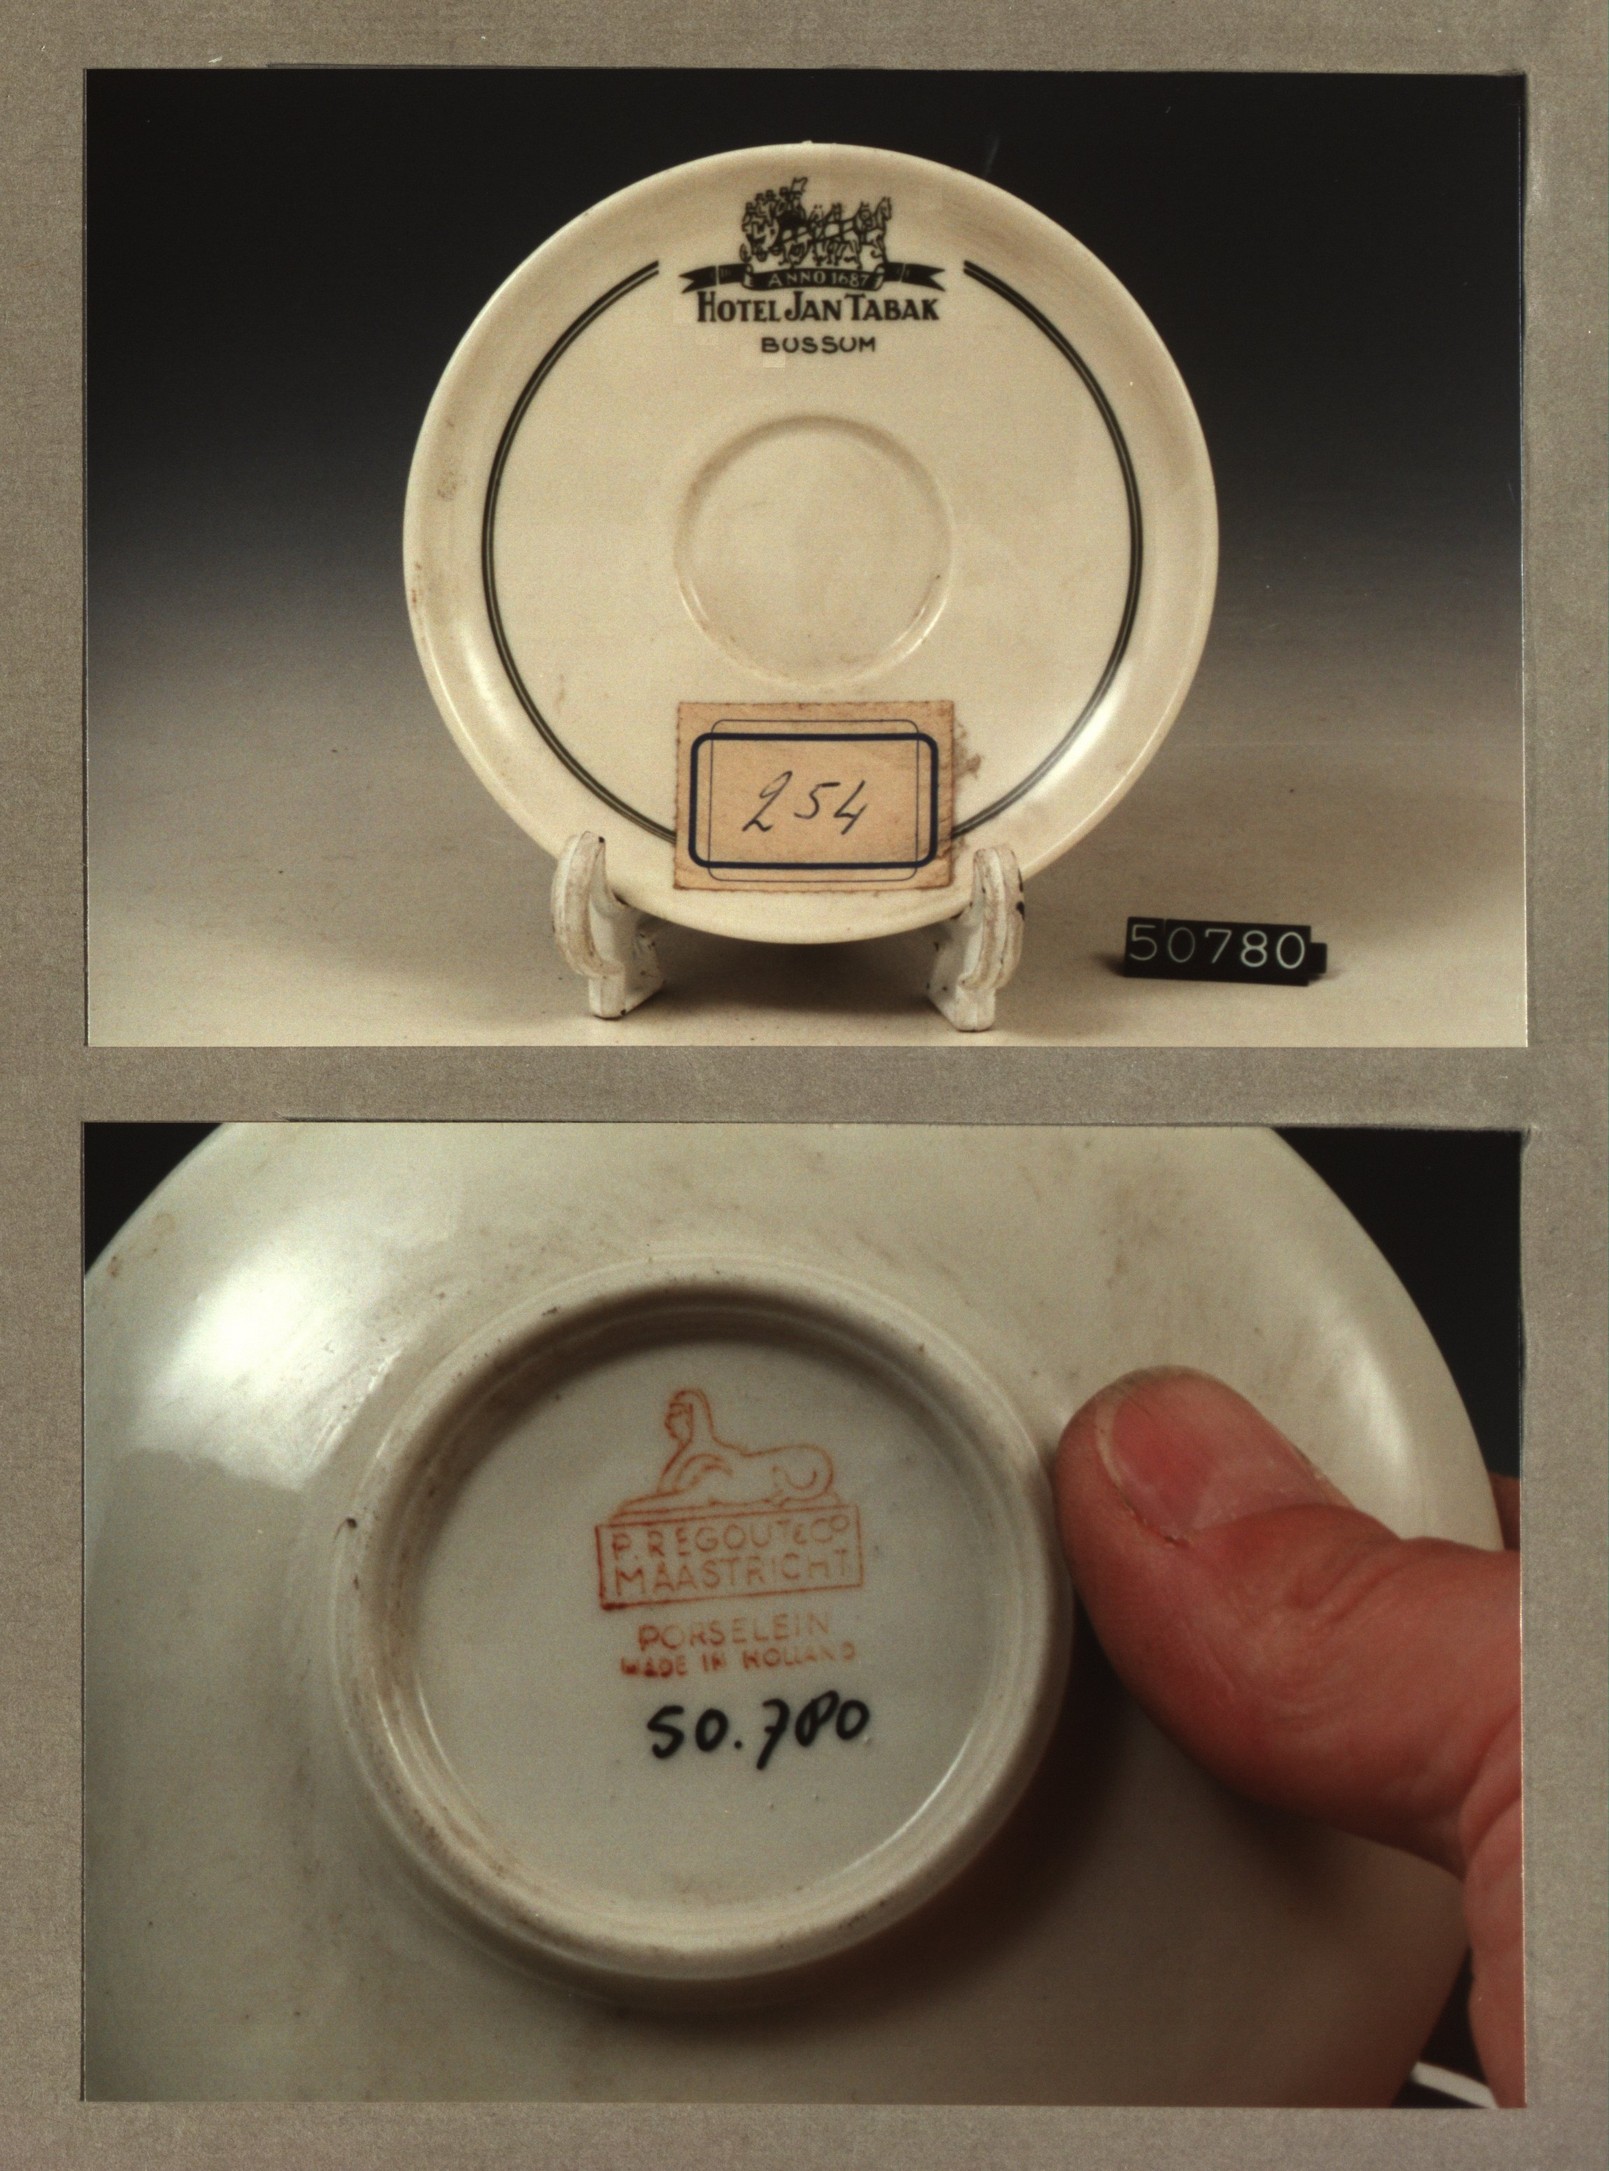 ANNO 1687
HOTEL JAN TABAK
BUSSUM
254
50780
P. REGOUT & CO
MAASTRICHT
PORSELEIN
MADE IN HOLLAND
50.780